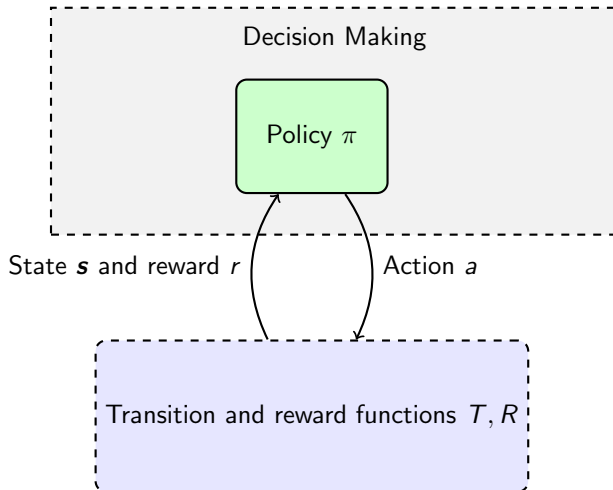 Decision Making
Policy π
State s and reward r
Action a
Transition and reward functions T, R